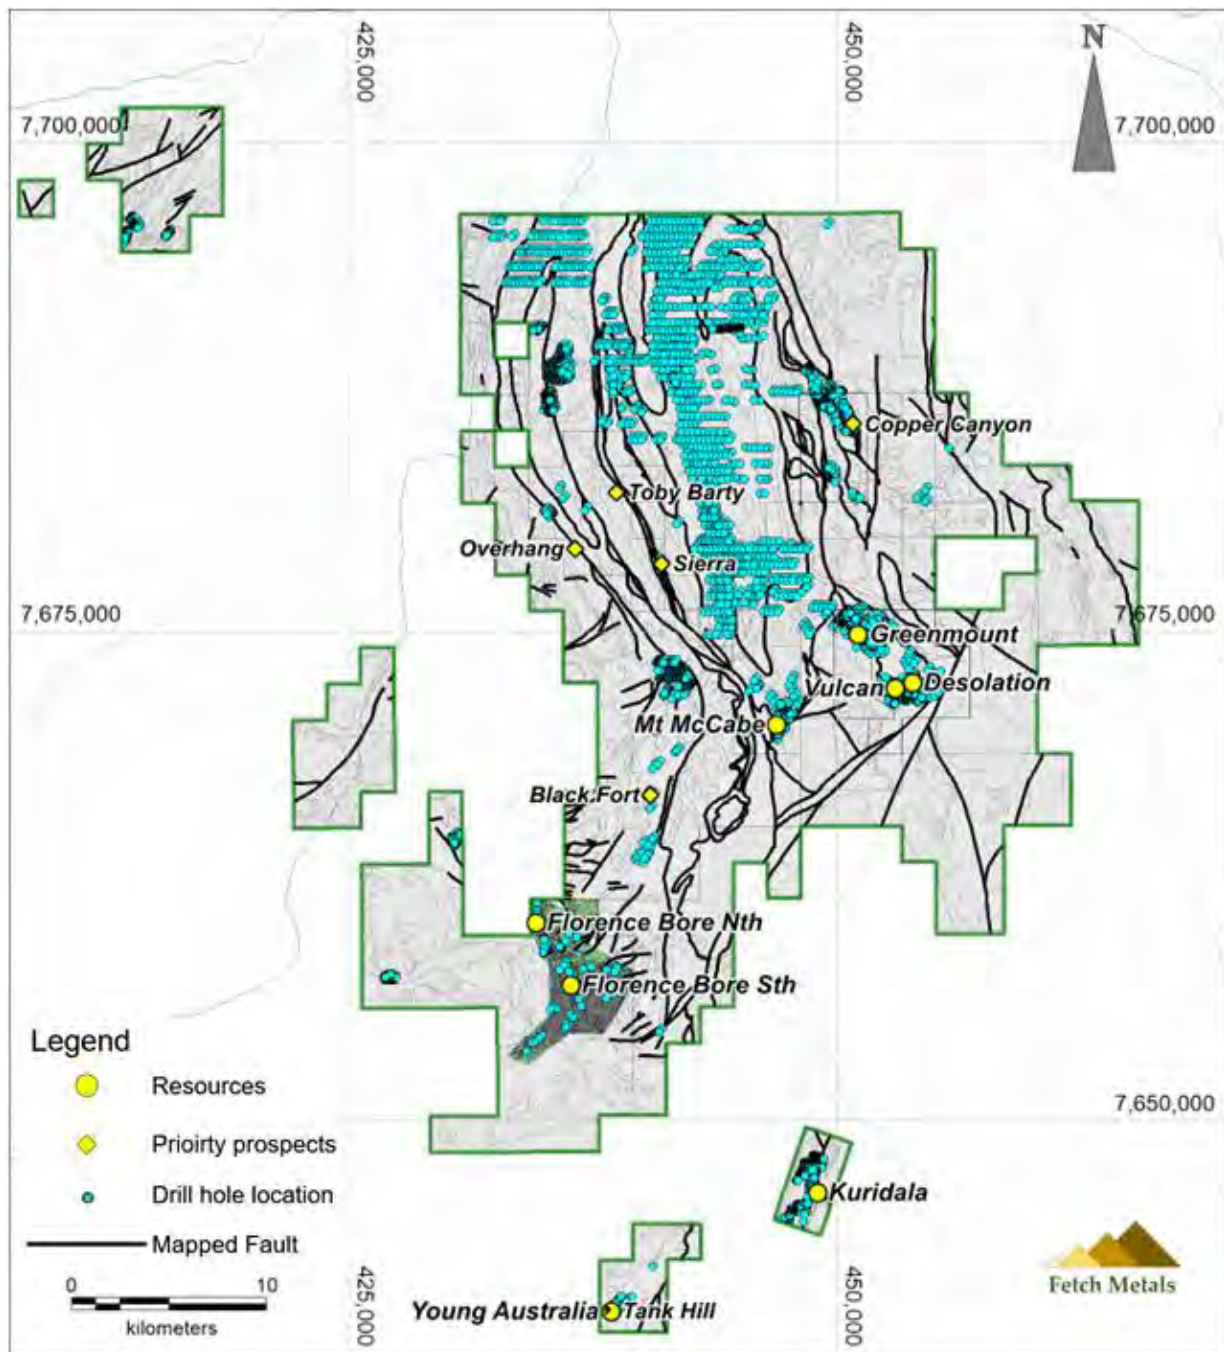 425,000
450,000
N
7,700,000
7,700,000
Copper Canyon
Toby Barty
Overhang
Sierra
7,675,000
7,675,000
Greenmount
Vulcan
Desolation
Mt McCabe
Black Fort
Florence Bore Nth
Florence Bore Sth
Legend
Resources
Prioirty prospects
Drill hole location
Mapped Fault
0 10
kilometers
7,650,000
Kuridala
Young Australia
Tank Hill
425,000
450,000
Fetch Metals